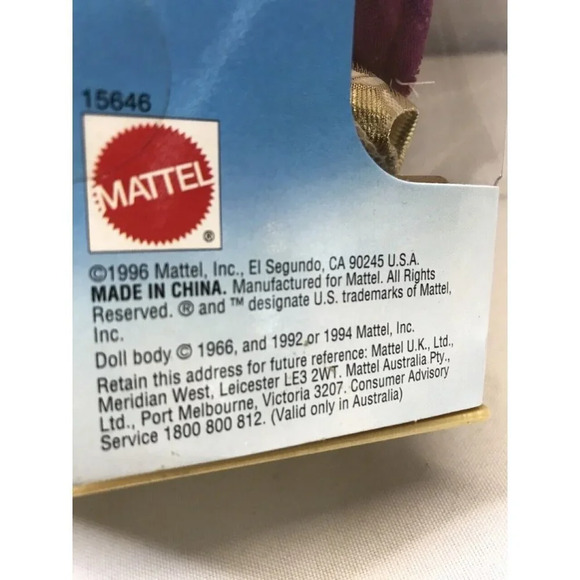 15646
MATTEL
®
©1996 Mattel, Inc., El Segundo, CA 90245 U.S.A.
MADE IN CHINA. Manufactured for Mattel. All Rights
Reserved. ® and ™ designate U.S. trademarks of Mattel,
Inc.
Doll body © 1966, and 1992 or 1994 Mattel, Inc.
Retain this address for future reference: Mattel U.K., Ltd.,
Meridian West, Leicester LE3 2WT. Mattel Australia Pty.,
Ltd., Port Melbourne, Victoria 3207. Consumer Advisory
Service 1800 800 812. (Valid only in Australia)